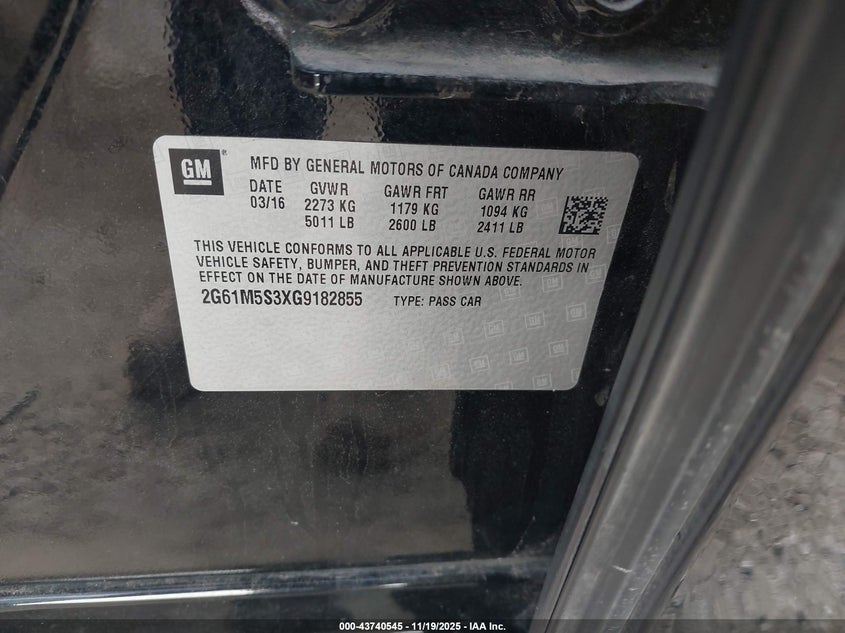 GM ® MFD BY GENERAL MOTORS OF CANADA COMPANY
DATE GVWR GAWR FRT GAWR RR
03/16 2273 KG 1179 KG 1094 KG
5011 LB 2600 LB 2411 LB
THIS VEHICLE CONFORMS TO ALL APPLICABLE U.S. FEDERAL MOTOR
VEHICLE SAFETY, BUMPER, AND THEFT PREVENTION STANDARDS IN
EFFECT ON THE DATE OF MANUFACTURE SHOWN ABOVE.
2G61M5S3XG9182855 TYPE: PASS CAR
000-43740545 — 11/19/2025 — IAA Inc.